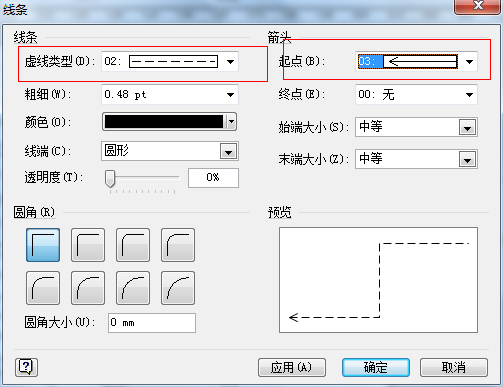 线条
线条
箭头
虚线类型(D): 02:
起点(B): 03:
粗细(W): 0.48 pt
终点(E): 00: 无
颜色(O):
始端大小(S): 中等
线端(C): 圆形
末端大小(Z): 中等
透明度(T): 0%
圆角(R)
预览
圆角大小(U): 0 mm
应用(A)
确定
取消